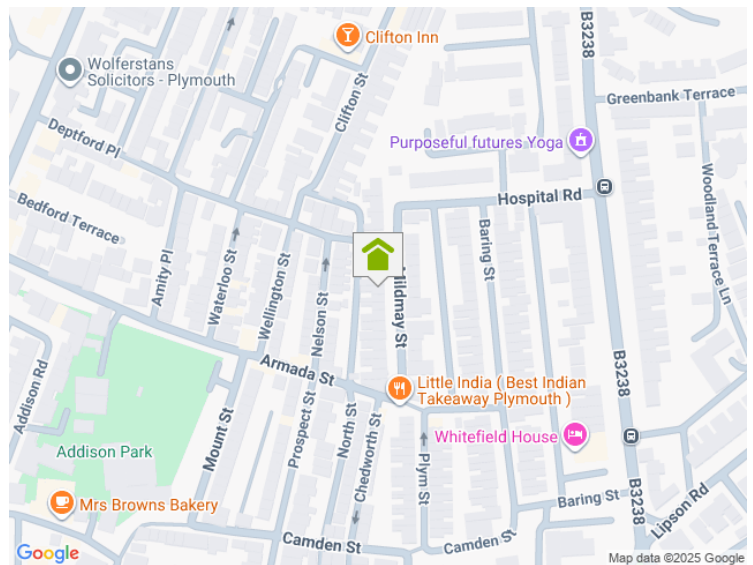 Clifton Inn
Wolferstans
Solicitors - Plymouth
Clifton St
B3238
Greenbank Terrace
Purposeful futures Yoga
Deptford Pl
Hospital Rd
Woodland Terrace Ln
Bedford Terrace
Baring St
Amity Pl
Waterloo St
Wellington St
Nelson St
Mildmay St
B3238
Armada St
Little India ( Best Indian
Takeaway Plymouth )
Addison Rd
Mount St
Prospect St
North St
Chedworth St
Plym St
Whitefield House
Addison Park
Mrs Browns Bakery
Baring St
B3238
Lipson Rd
Camden St
Camden St
Google
Map data ©2025 Google